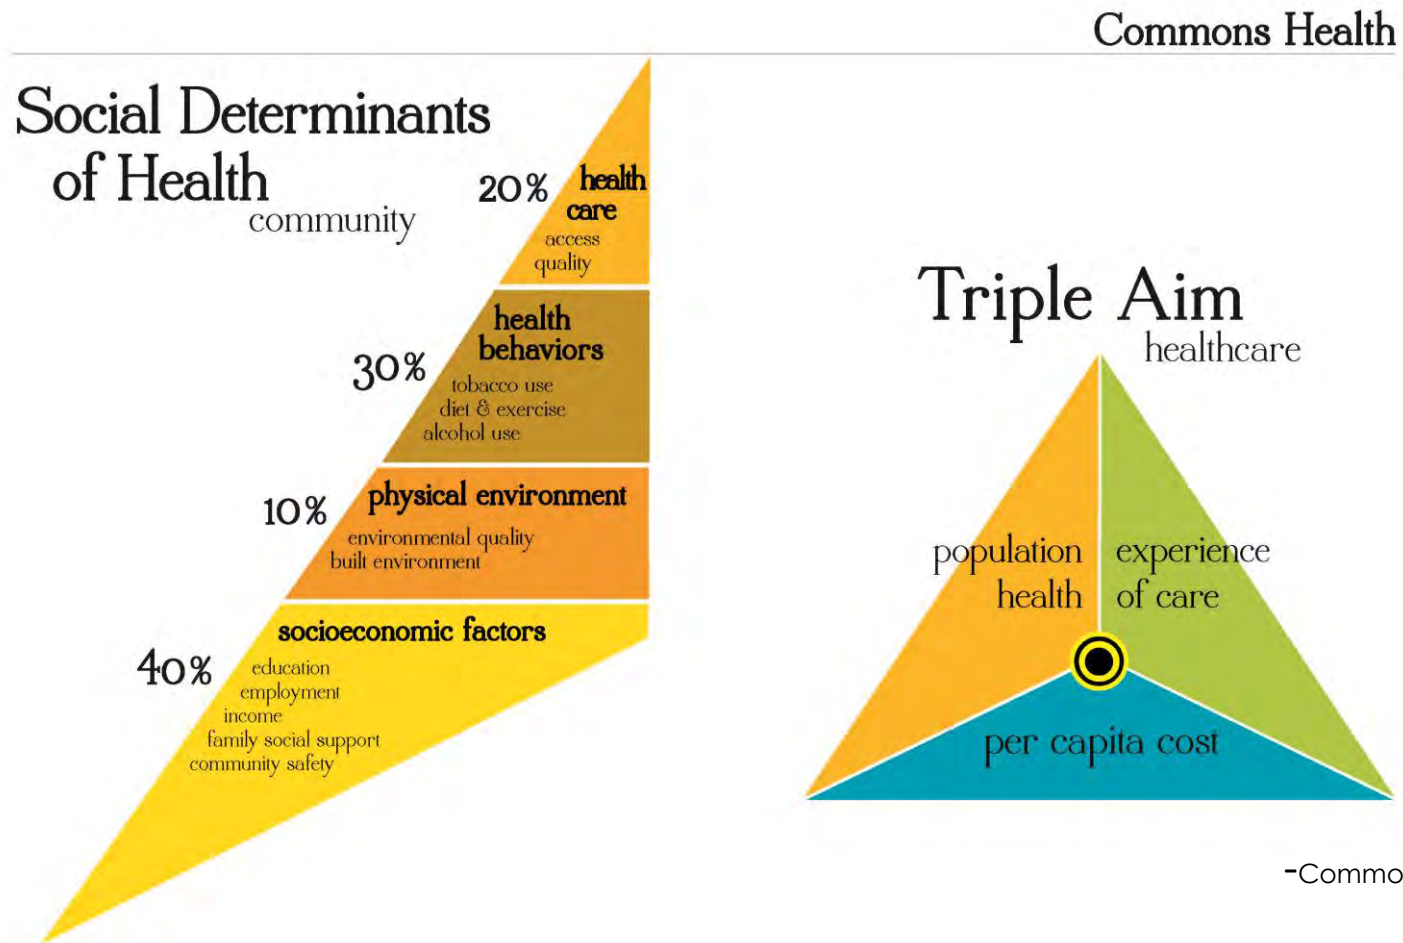 Commons Health
Social Determinants
of Health
community
20%
health
care
access
quality
30%
health
behaviors
tobacco use
diet & exercise
alcohol use
10%
physical environment
environmental quality
built environment
40%
socioeconomic factors
education
employment
income
family social support
community safety
Triple Aim
healthcare
population
health
experience
of care
per capita cost
-Commo